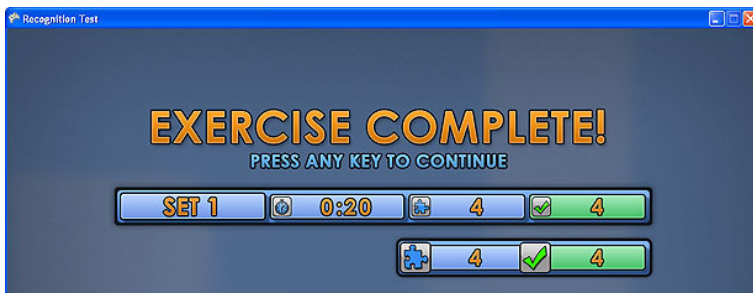 Recognition Test
EXERCISE COMPLETE!
PRESS ANY KEY TO CONTINUE
SET 1 0:20 4 4
4 4